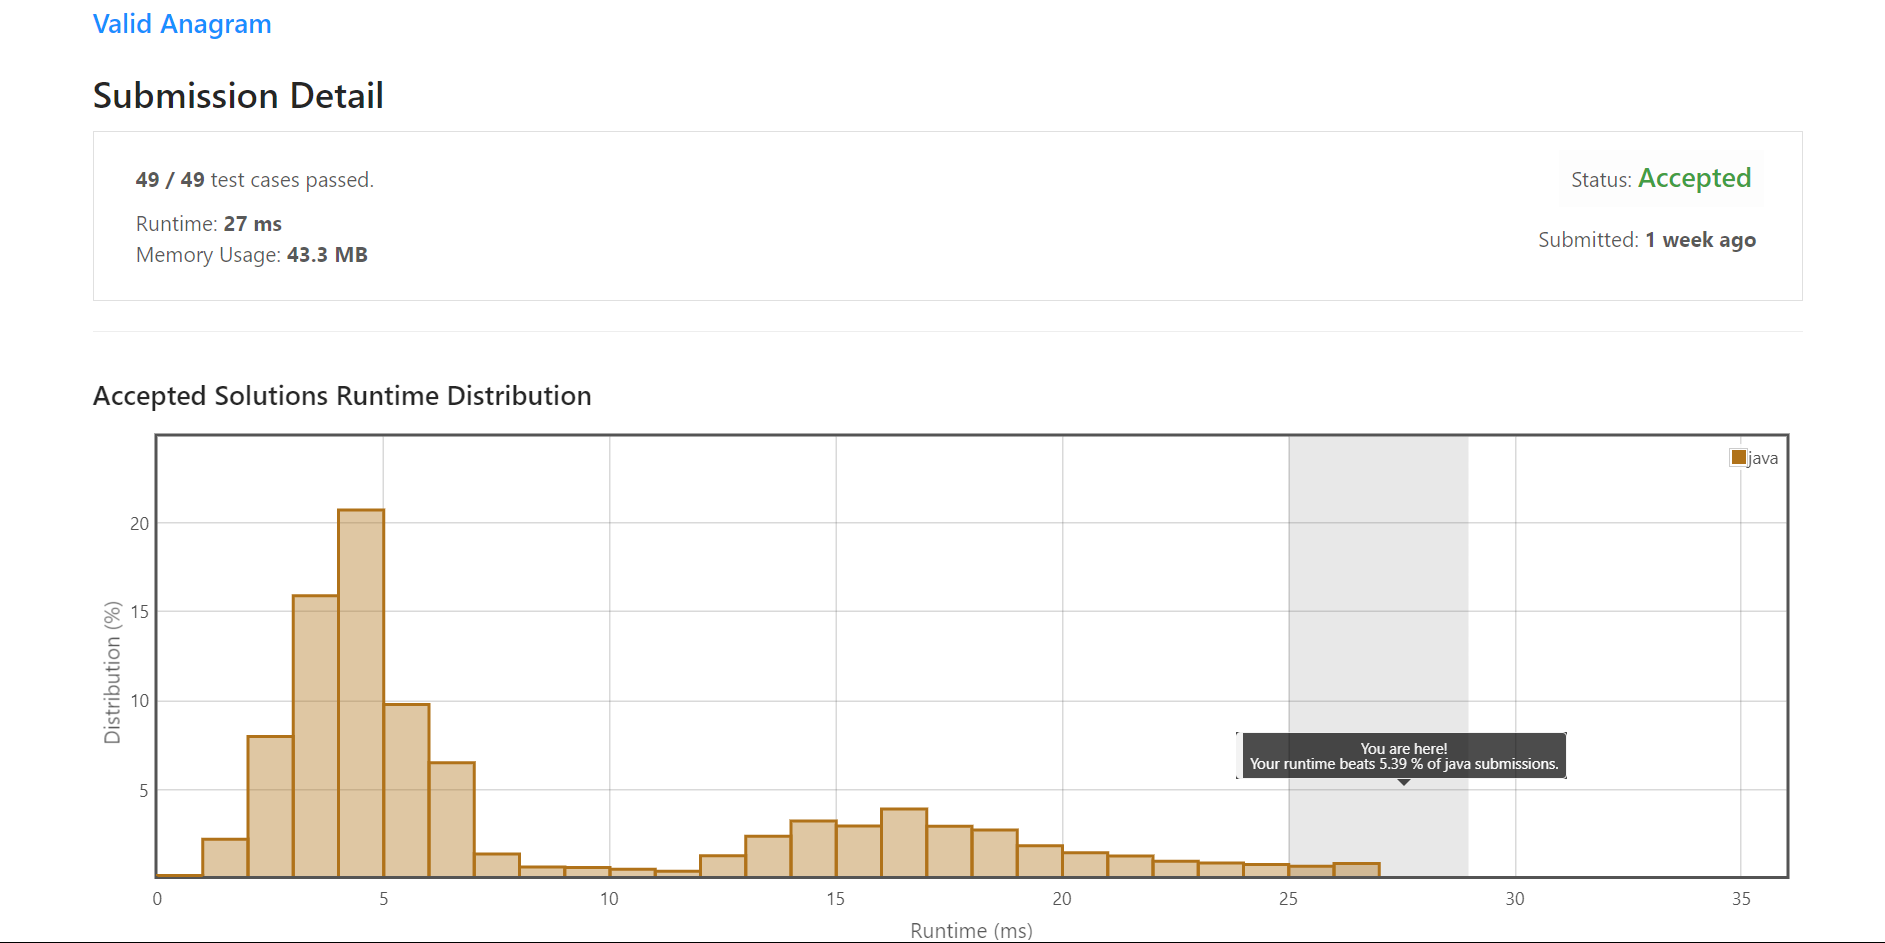 Valid Anagram
Submission Detail
49 / 49 test cases passed.
Status: Accepted
Runtime: 27 ms
Submitted: 1 week ago
Memory Usage: 43.3 MB
Accepted Solutions Runtime Distribution
java
20
15
10
5
Distribution (%)
You are here!
Your runtime beats 5.39 % of java submissions.
0 5 10 15 20 25 30 35
Runtime (ms)